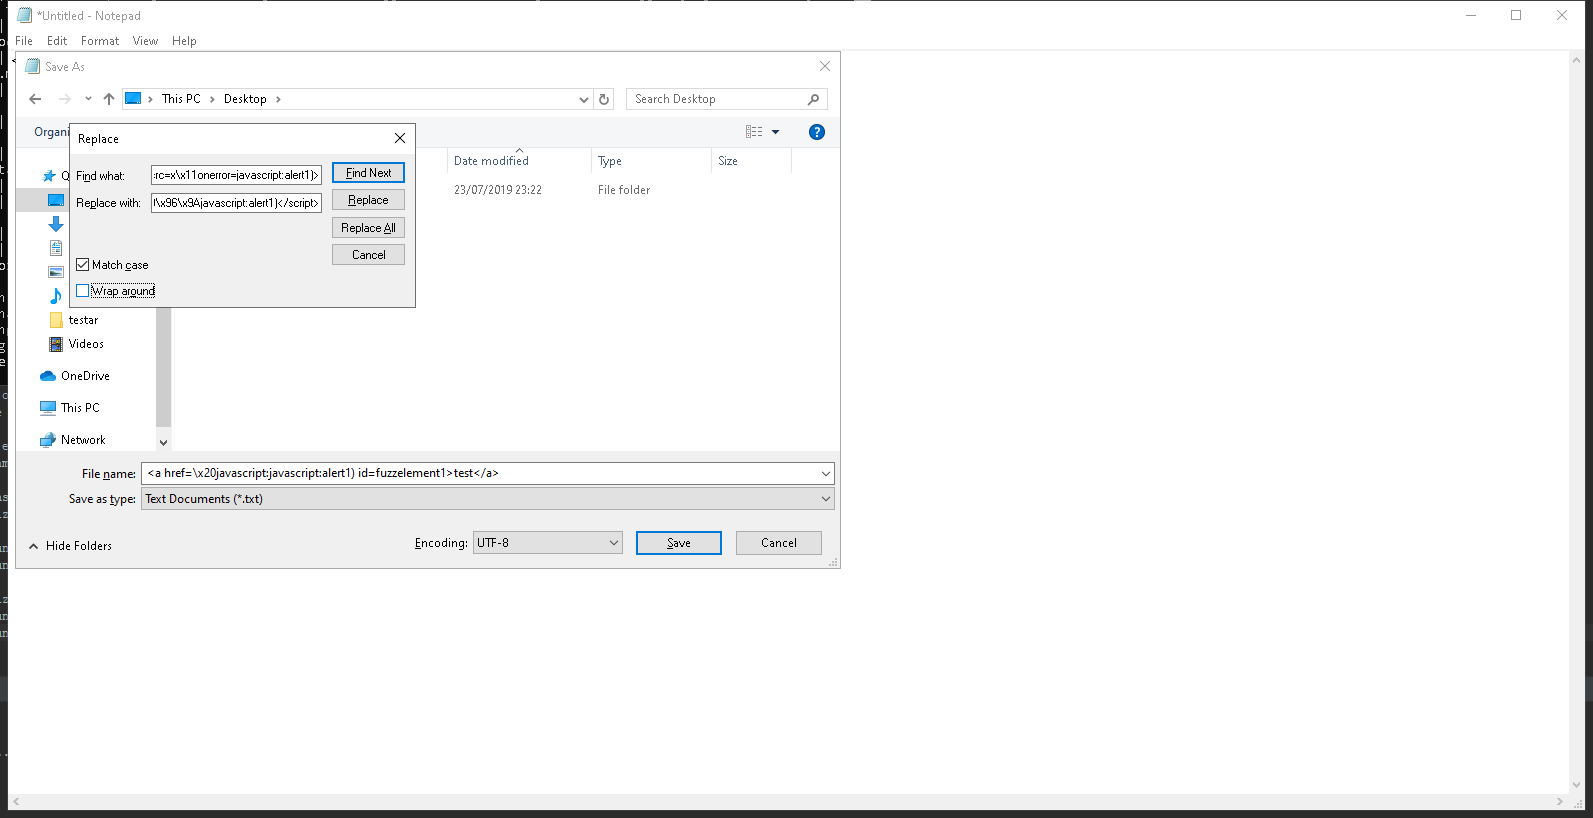 *Untitled - Notepad
File Edit Format View Help
Save As
This PC Desktop
Search Desktop
Organi
Replace
Find what: :rc=x\x11onerror=javascript:alert1)> Find Next
Replace with: l\x96\x9Ajavascript:alert1)</script> Replace
Replace All
Cancel
Match case
Wrap around
Date modified Type Size
23/07/2019 23:22 File folder
Q
testar
Videos
OneDrive
This PC
Network
File name: <a href=\x20javascript:javascript:alert1) id=fuzzelement1>test</a>
Save as type: Text Documents (*.txt)
Hide Folders Encoding: UTF-8 Save Cancel